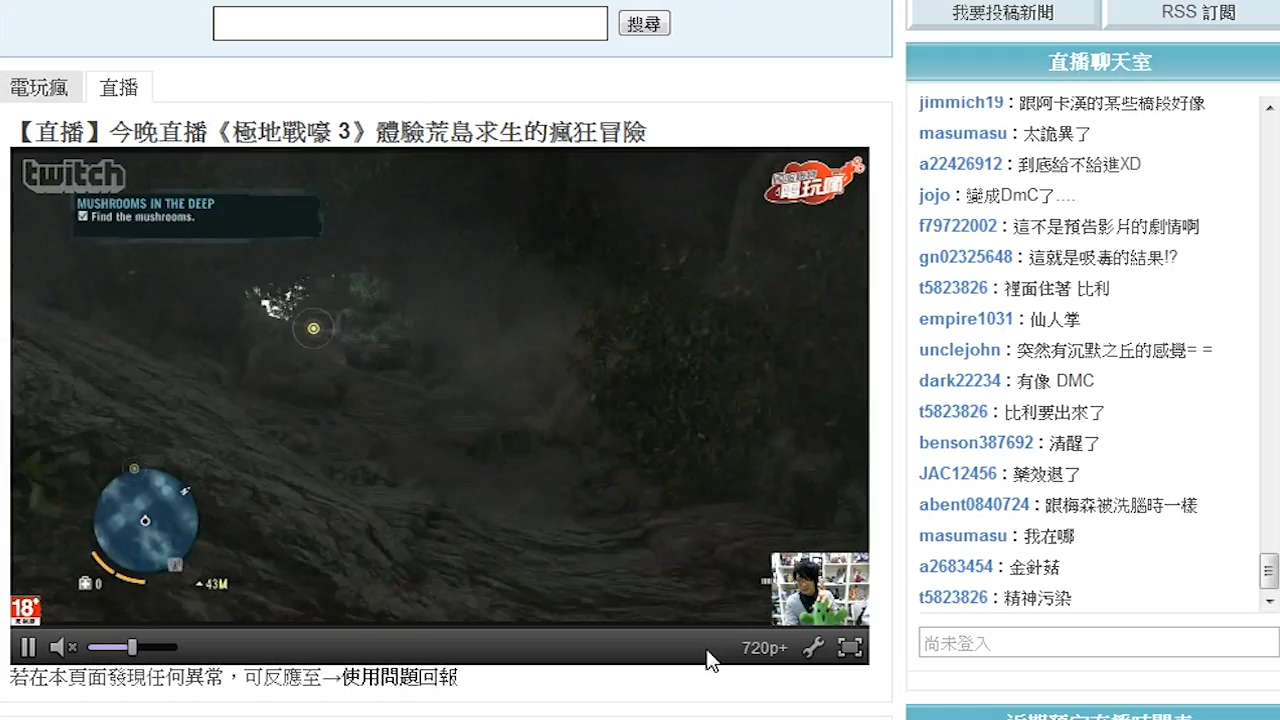 搜尋
我要投稿新聞
RSS 訂閱
電玩瘋
直播
【直播】今晚直播《極地戰嚎 3》體驗荒島求生的瘋狂冒險
twitch
電玩瘋
MUSHROOMS IN THE DEEP
Find the mushrooms.
0
43M
18+
720p+
若在本頁面發現任何異常，可反應至→使用問題回報
直播聊天室
jimmich19：跟阿卡漢的某些橋段好像
masumasu：太詭異了
a22426912：到底給不給進XD
jojo：變成DmC了....
f79722002：這不是預告影片的劇情啊
gn02325648：這就是吸毒的結果!?
t5823826：裡面住著 比利
empire1031：仙人掌
unclejohn：突然有沉默之丘的感覺= =
dark22234：有像 DMC
t5823826：比利要出來了
benson387692：清醒了
JAC12456：藥效退了
abent0840724：跟梅森被洗腦時一樣
masumasu：我在哪
a2683454：金針菇
t5823826：精神污染
尚未登入